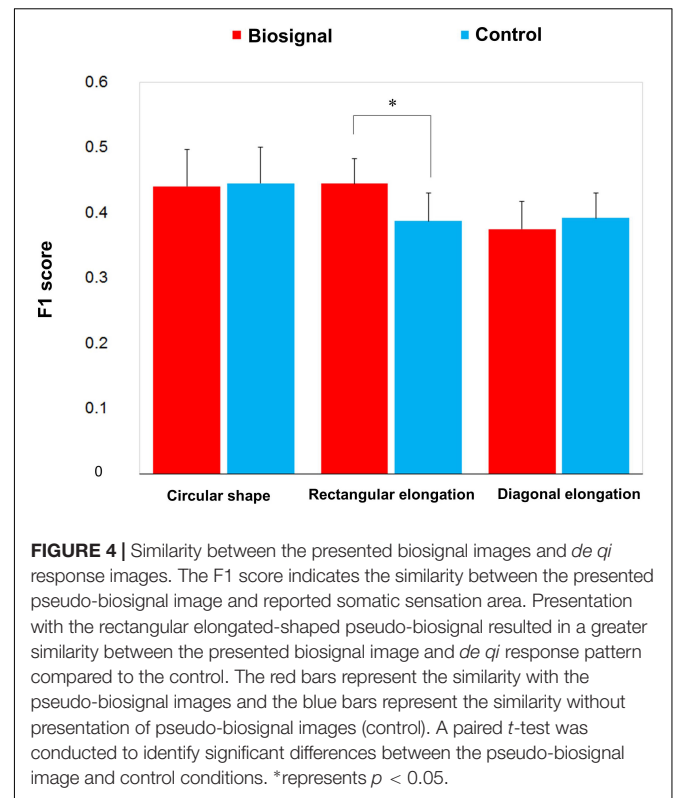 Biosignal Control
0.6
*
0.5
0.4
0.3
0.2
0.1
0
F1 score
Circular shape Rectangular elongation Diagonal elongation
FIGURE 4 | Similarity between the presented biosignal images and de qi
response images. The F1 score indicates the similarity between the presented
pseudo-biosignal image and reported somatic sensation area. Presentation
with the rectangular elongated-shaped pseudo-biosignal resulted in a greater
similarity between the presented biosignal image and de qi response pattern
compared to the control. The red bars represent the similarity with the
pseudo-biosignal images and the blue bars represent the similarity without
presentation of pseudo-biosignal images (control). A paired t-test was
conducted to identify significant differences between the pseudo-biosignal
image and control conditions. *represents p < 0.05.